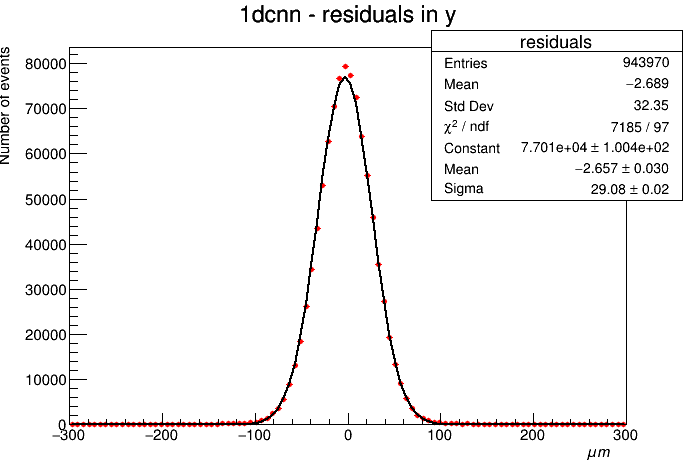 1dcnn - residuals in y
residuals
Entries 943970
Mean −2.689
Std Dev 32.35
χ² / ndf 7185 / 97
Constant 7.701e+04 ± 1.004e+02
Mean −2.657 ± 0.030
Sigma 29.08 ± 0.02
Number of events
80000
70000
60000
50000
40000
30000
20000
10000
0
−300 −200 −100 0 100 200 300
μm